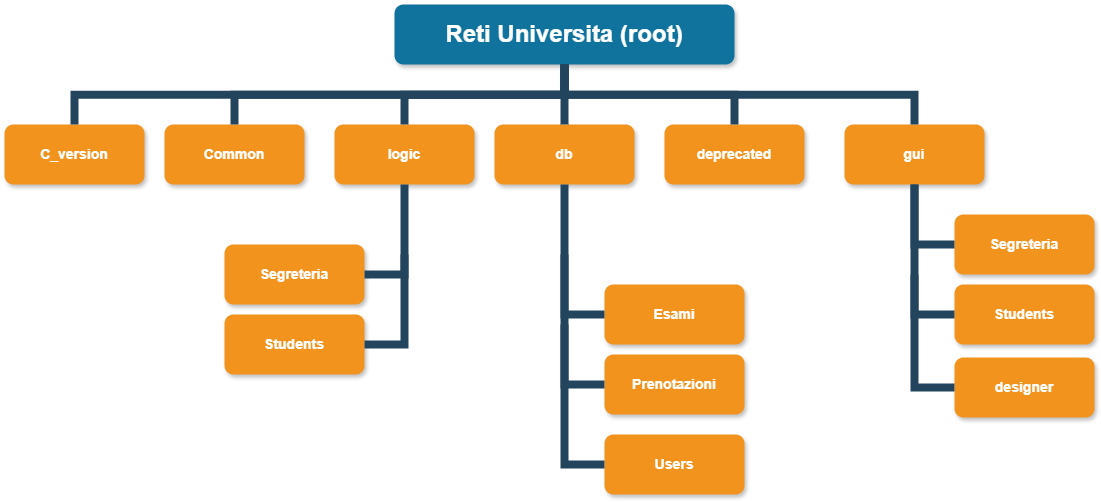 Reti Universita (root)
C_version
Common
logic
db
deprecated
gui
Segreteria
Students
Esami
Prenotazioni
Users
Segreteria
Students
designer